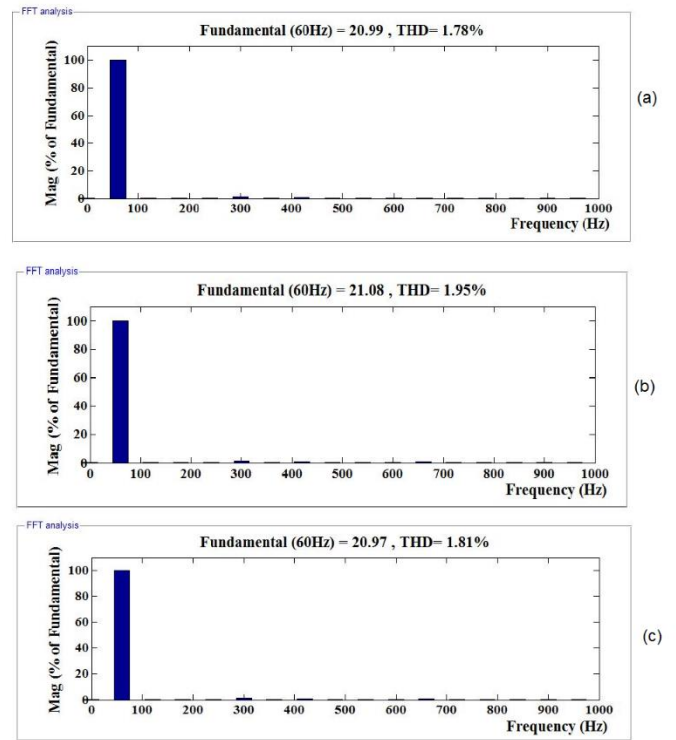 FFT analysis
Fundamental (60Hz) = 20.99 , THD= 1.78%
Mag (% of Fundamental)
100
80
60
40
20
0
0 100 200 300 400 500 600 700 800 900 1000
Frequency (Hz)
(a)
FFT analysis
Fundamental (60Hz) = 21.08 , THD= 1.95%
Mag (% of Fundamental)
100
80
60
40
20
0
0 100 200 300 400 500 600 700 800 900 1000
Frequency (Hz)
(b)
FFT analysis
Fundamental (60Hz) = 20.97 , THD= 1.81%
Mag (% of Fundamental)
100
80
60
40
20
0
0 100 200 300 400 500 600 700 800 900 1000
Frequency (Hz)
(c)